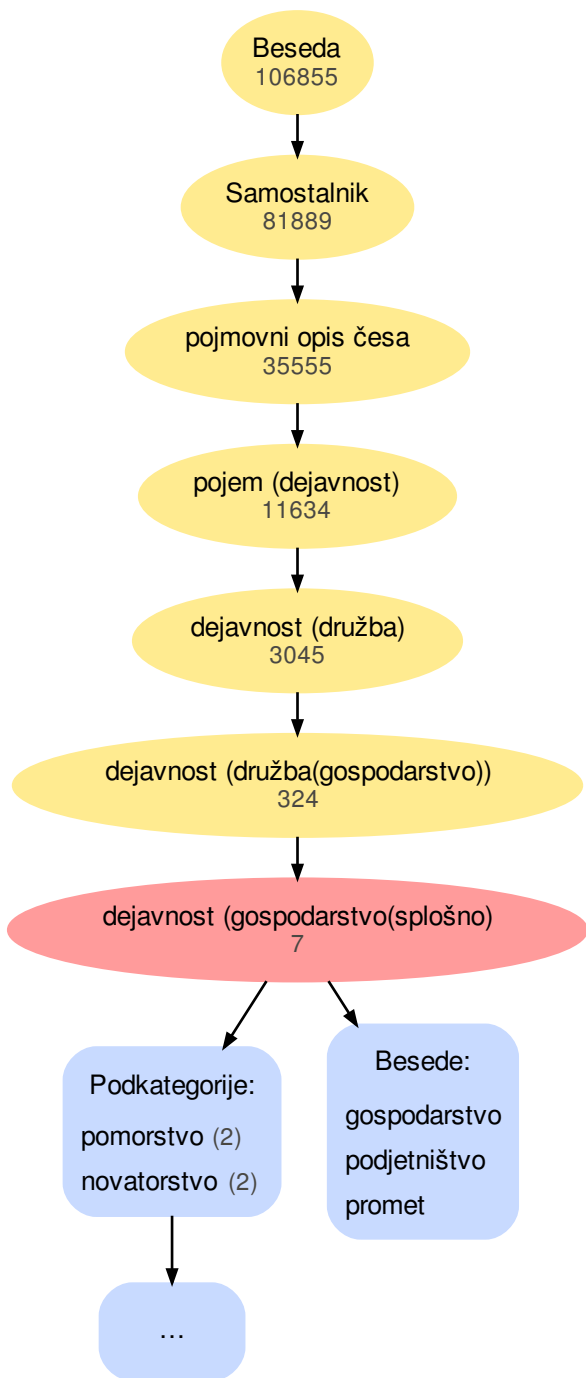 Beseda
106855
Samostalnik
81889
pojmovni opis česa
35555
pojem (dejavnost)
11634
dejavnost (družba)
3045
dejavnost (družba(gospodarstvo))
324
dejavnost (gospodarstvo(splošno)
7
Podkategorije:
pomorstvo (2)
novatorstvo (2)
Besede:
gospodarstvo
podjetništvo
promet
...